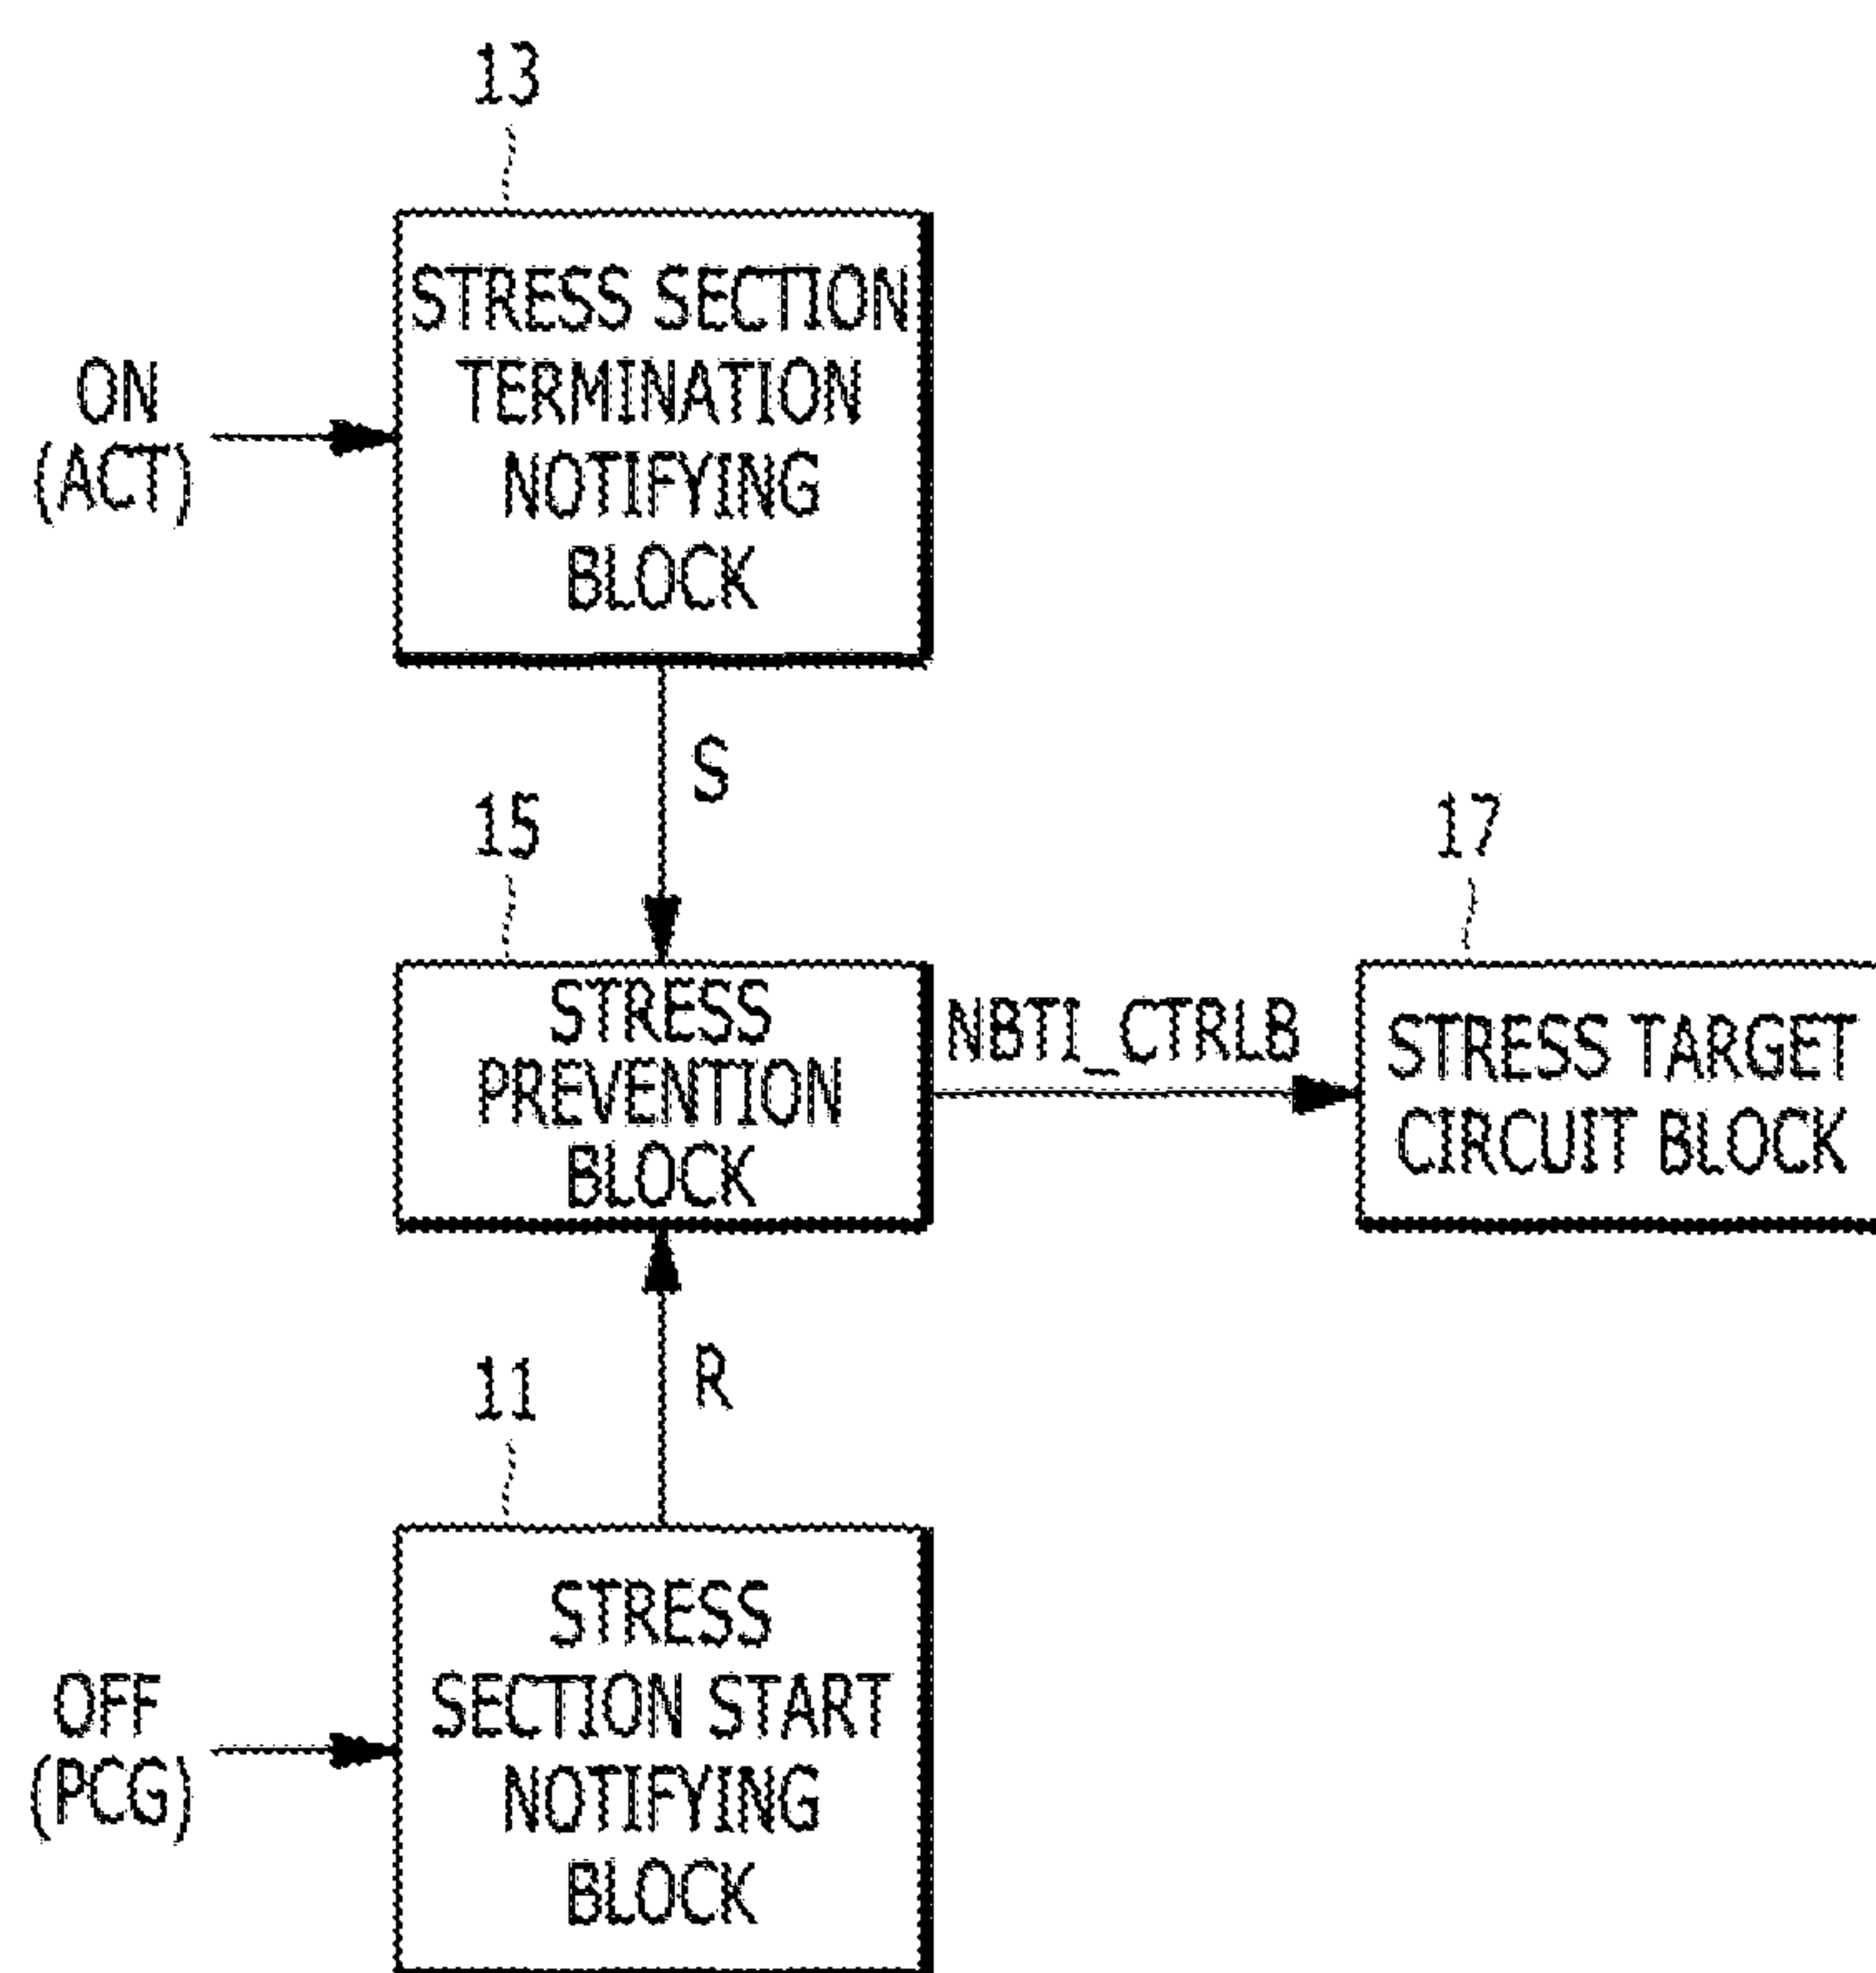 13
STRESS SECTION
TERMINATION
NOTIFYING
BLOCK
ON
(ACT)
S
15
17
STRESS
PREVENTION
BLOCK
NBTI_CTRLB
STRESS TARGET
CIRCUIT BLOCK
11
R
STRESS
SECTION START
NOTIFYING
BLOCK
OFF
(PCG)